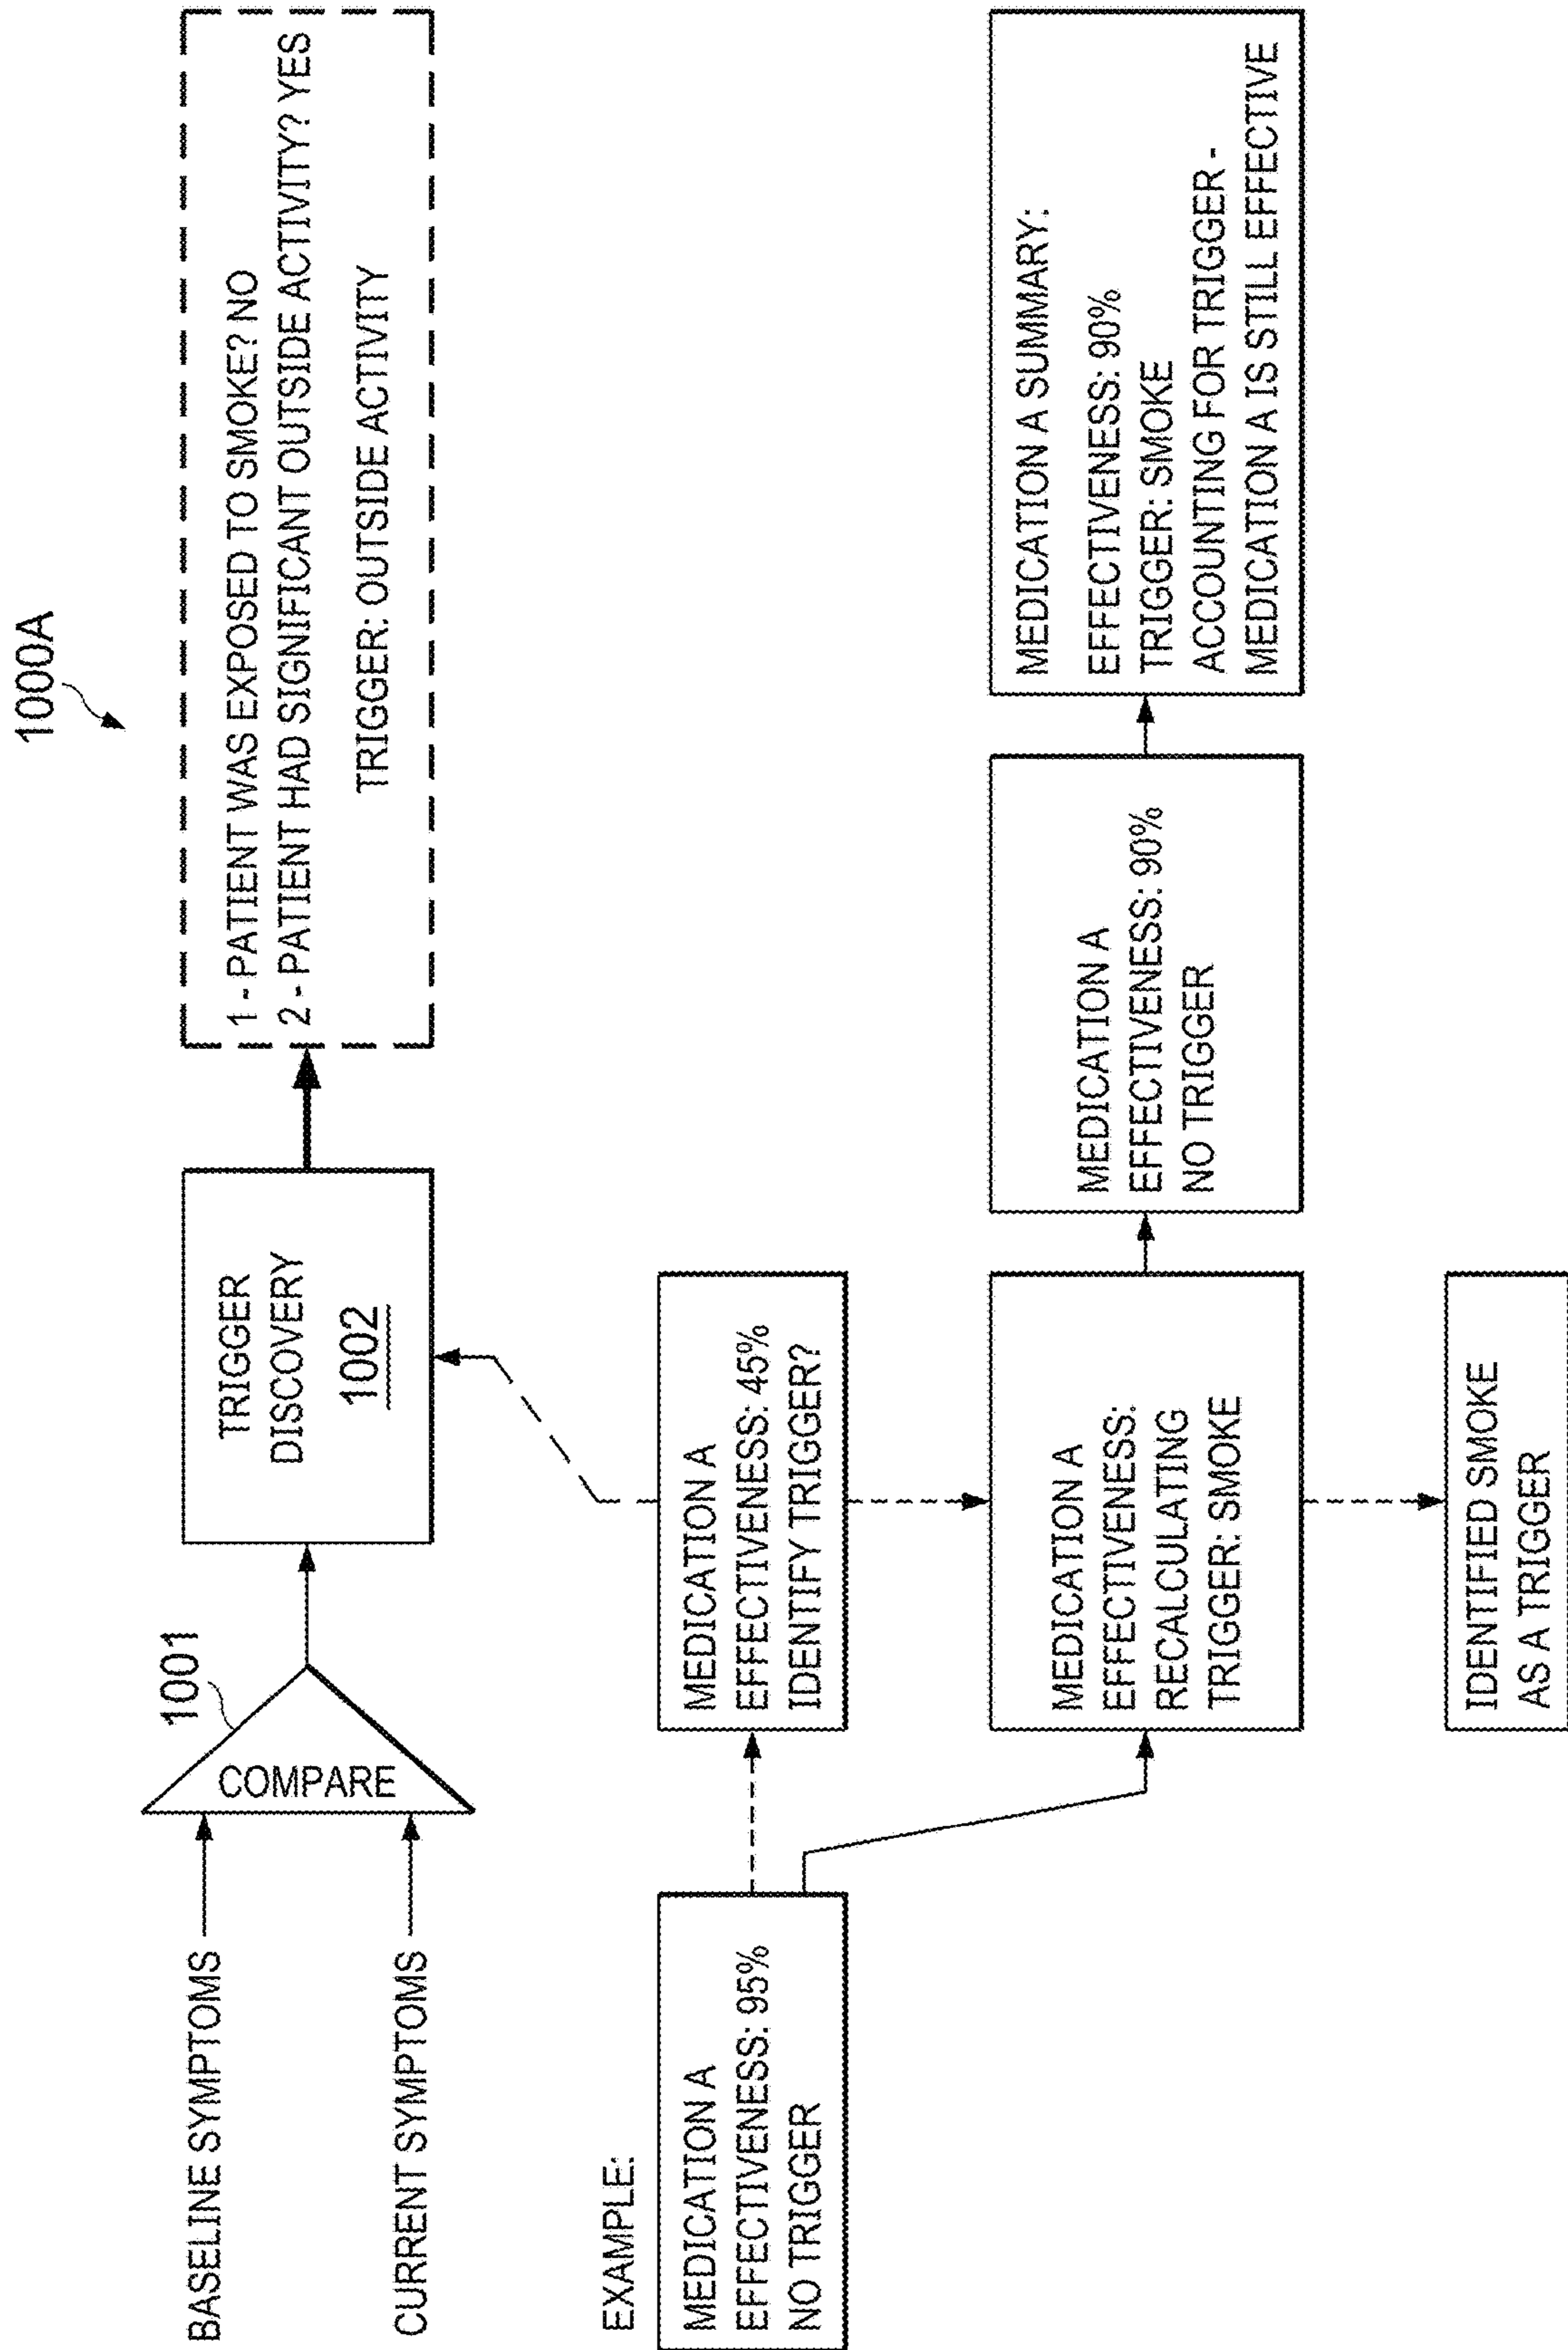 1000A
BASELINE SYMPTOMS
CURRENT SYMPTOMS
COMPARE
1001
TRIGGER
DISCOVERY
1002
1 - PATIENT WAS EXPOSED TO SMOKE? NO
2 - PATIENT HAD SIGNIFICANT OUTSIDE ACTIVITY? YES
TRIGGER: OUTSIDE ACTIVITY
EXAMPLE:
MEDICATION A
EFFECTIVENESS: 95%
NO TRIGGER
MEDICATION A
EFFECTIVENESS: 45%
IDENTIFY TRIGGER?
MEDICATION A
EFFECTIVENESS:
RECALCULATING
TRIGGER: SMOKE
MEDICATION A
EFFECTIVENESS: 90%
NO TRIGGER
MEDICATION A SUMMARY:
EFFECTIVENESS: 90%
TRIGGER: SMOKE
ACCOUNTING FOR TRIGGER -
MEDICATION A IS STILL EFFECTIVE
IDENTIFIED SMOKE
AS A TRIGGER